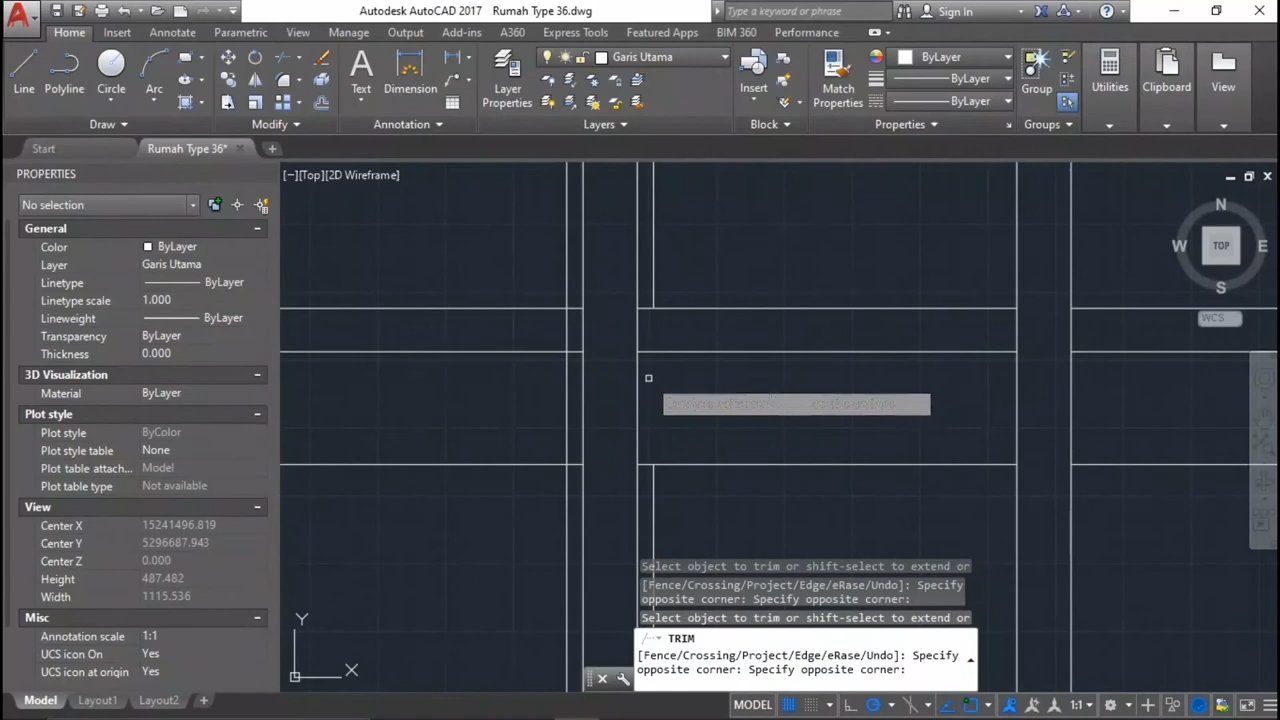 Autodesk AutoCAD 2017 Rumah Type 36.dwg
Type a keyword or phrase
Sign In
Home Insert Annotate Parametric View Manage Output Add-ins A360 Express Tools Featured Apps BIM 360 Performance
Line Polyline Circle Arc
Text Dimension
Layer Properties
Garis Utama
Insert
Match Properties
ByLayer
ByLayer
ByLayer
Group
Utilities
Clipboard
View
Draw Modify Annotation Layers Block Properties Groups
Start Rumah Type 36*
PROPERTIES
No selection
General
Color ByLayer
Layer Garis Utama
Linetype ByLayer
Linetype scale 1.000
Lineweight ByLayer
Transparency ByLayer
Thickness 0.000
3D Visualization
Material ByLayer
Plot style
Plot style ByColor
Plot style table None
Plot table attach... Model
Plot table type Not available
View
Center X 15241496.819
Center Y 5296687.943
Center Z 0.000
Height 487.482
Width 1115.536
Misc
Annotation scale 1:1
UCS icon On Yes
UCS icon at origin Yes
[−][Top][2D Wireframe]
N
W TOP E
S
WCS
Y
X
Select object to trim or shift-select to extend or
[Fence/Crossing/Project/Edge/eRase/Undo]: Specify
opposite corner: Specify opposite corner:
Select object to trim or shift-select to extend or
TRIM
[Fence/Crossing/Project/Edge/eRase/Undo]: Specify
opposite corner: Specify opposite corner:
Model Layout1 Layout2
MODEL 1:1